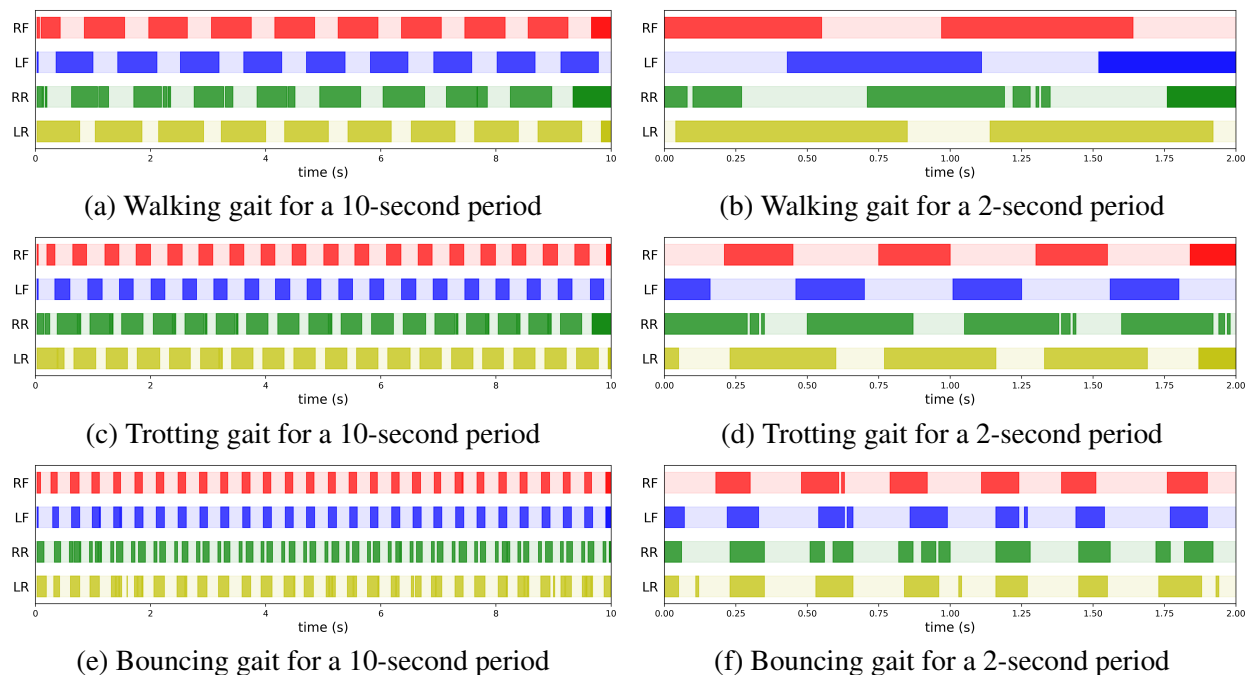 RF
LF
RR
LR
0 2 4 6 8 10
time (s)
(a) Walking gait for a 10-second period
RF
LF
RR
LR
0.00 0.25 0.50 0.75 1.00 1.25 1.50 1.75 2.00
time (s)
(b) Walking gait for a 2-second period
RF
LF
RR
LR
0 2 4 6 8 10
time (s)
(c) Trotting gait for a 10-second period
RF
LF
RR
LR
0.00 0.25 0.50 0.75 1.00 1.25 1.50 1.75 2.00
time (s)
(d) Trotting gait for a 2-second period
RF
LF
RR
LR
0 2 4 6 8 10
time (s)
(e) Bouncing gait for a 10-second period
RF
LF
RR
LR
0.00 0.25 0.50 0.75 1.00 1.25 1.50 1.75 2.00
time (s)
(f) Bouncing gait for a 2-second period